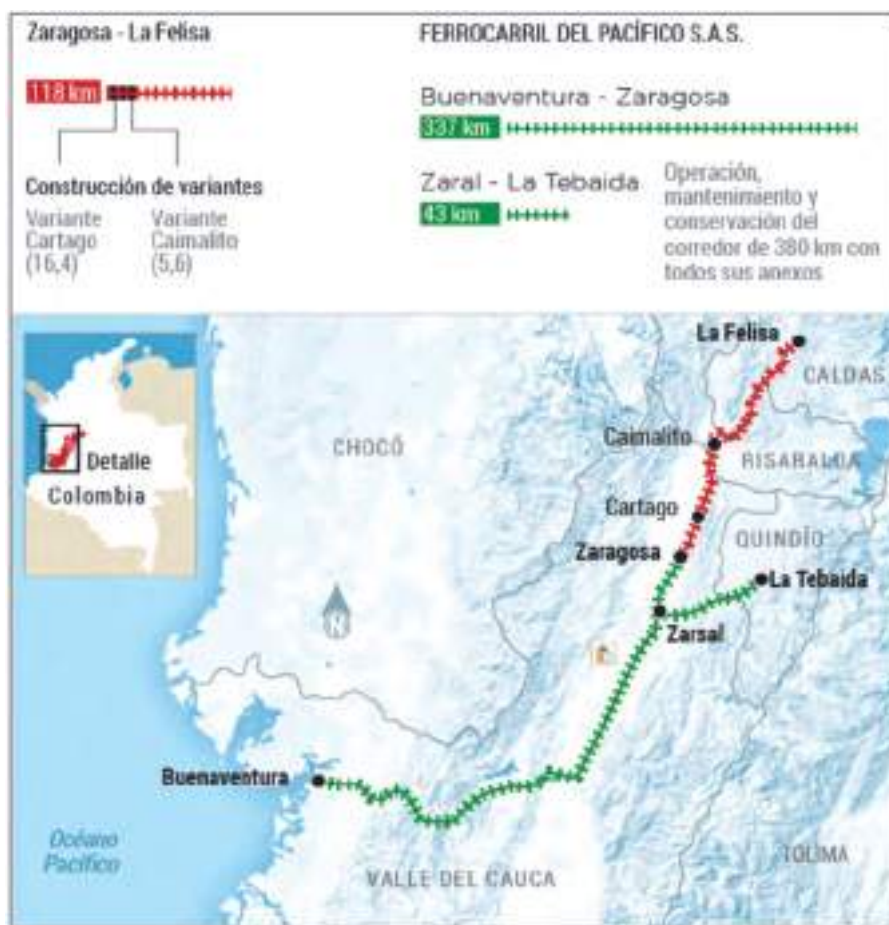 Zaragosa - La Felisa
118 km
Construcción de variantes
Variante
Cartago
(16,4)
Variante
Caimalito
(5,6)
FERROCARRIL DEL PACÍFICO S.A.S.
Buenaventura - Zaragosa
337 km
Zaral - La Tebaida
43 km
Operación,
mantenimiento y
conservación del
corredor de 380 km con
todos sus anexos
La Felisa
CALDAS
Detalle
Colombia
CHOCÓ
Caimalito
RISARALDA
Cartago
QUINDÍO
Zaragosa
La Tebaida
Zarsal
N
Buenaventura
Océano
Pacífico
VALLE DEL CAUCA
TOLIMA